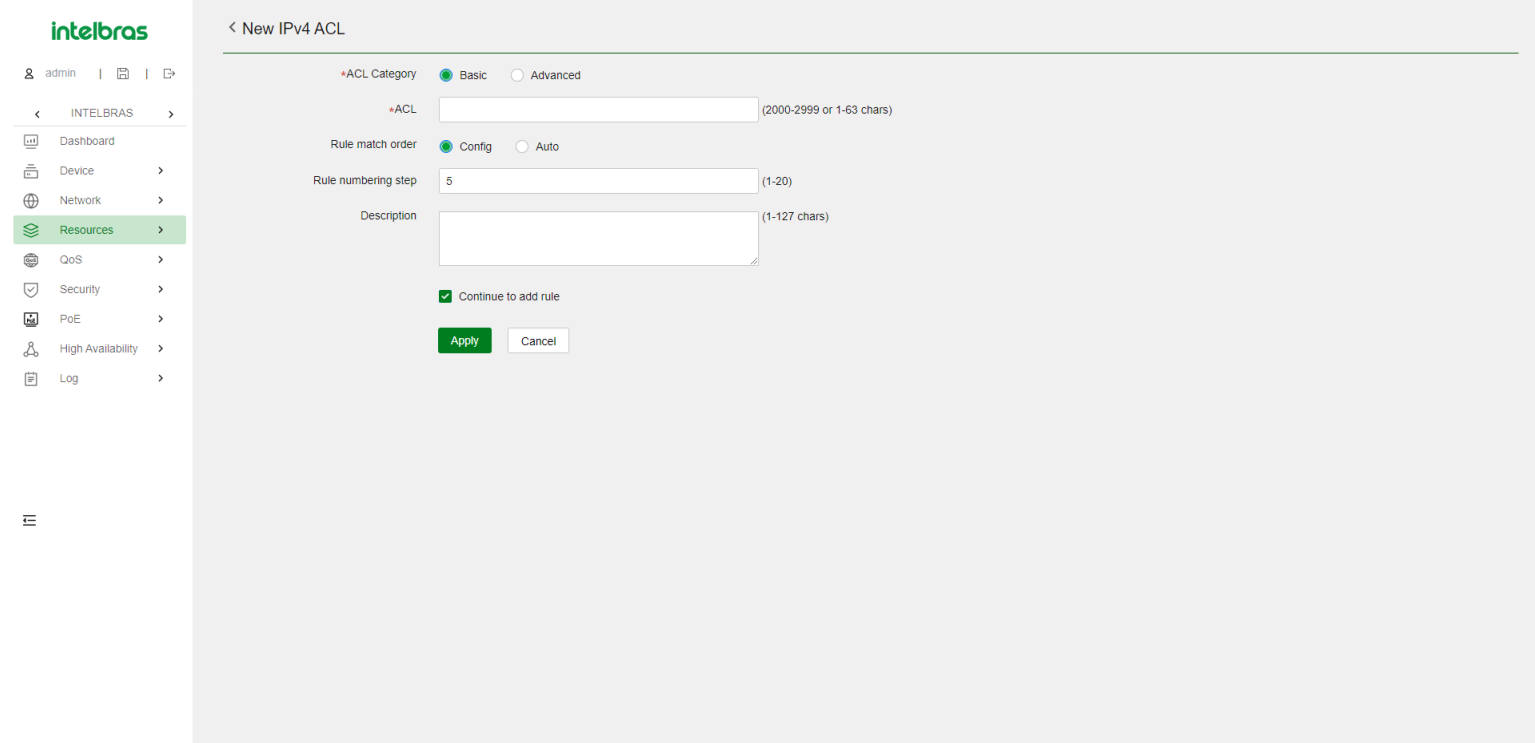 intelbras
admin | |
INTELBRAS
Dashboard
Device
Network
Resources
QoS
Security
PoE
High Availability
Log
New IPv4 ACL
*ACL Category Basic Advanced
*ACL (2000-2999 or 1-63 chars)
Rule match order Config Auto
Rule numbering step 5 (1-20)
Description (1-127 chars)
Continue to add rule
Apply Cancel